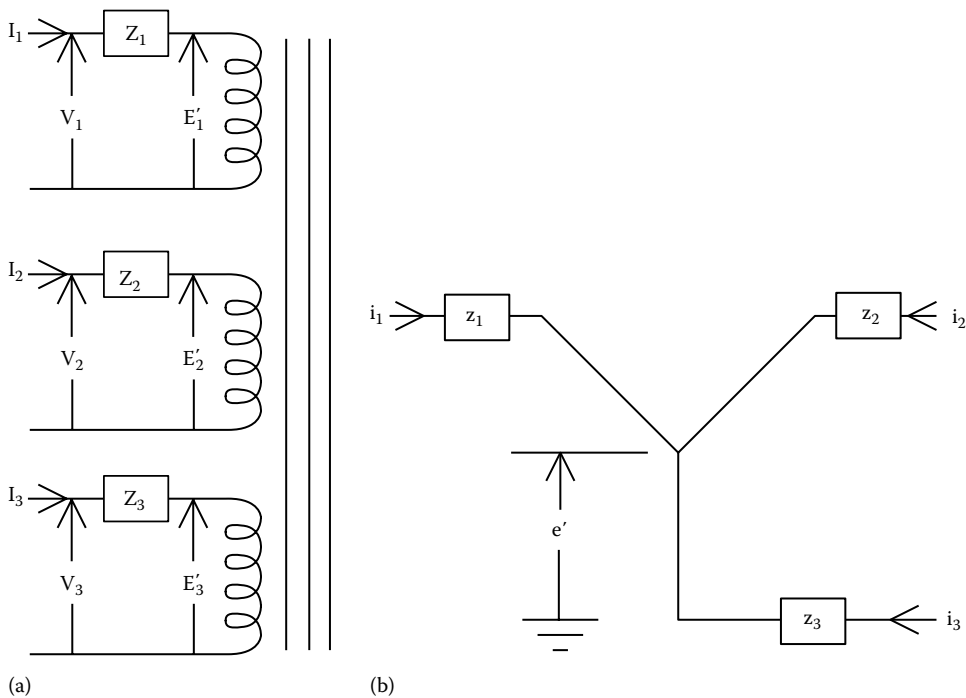 I₁
Z₁
V₁
E′₁
I₂
Z₂
V₂
E′₂
I₃
Z₃
V₃
E′₃
(a)
i₁
z₁
z₂
i₂
e′
z₃
i₃
(b)